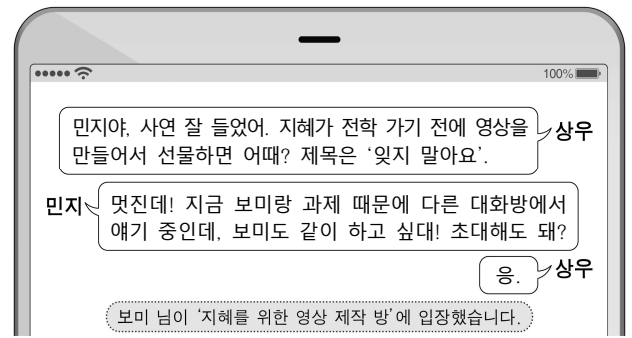 100%
민지야, 사연 잘 들었어. 지혜가 전학 가기 전에 영상을
만들어서 선물하면 어때? 제목은 ‘잊지 말아요’.
상우
민지
멋진데! 지금 보미랑 과제 때문에 다른 대화방에서
얘기 중인데, 보미도 같이 하고 싶대! 초대해도 돼?
응.
상우
보미 님이 ‘지혜를 위한 영상 제작 방’에 입장했습니다.